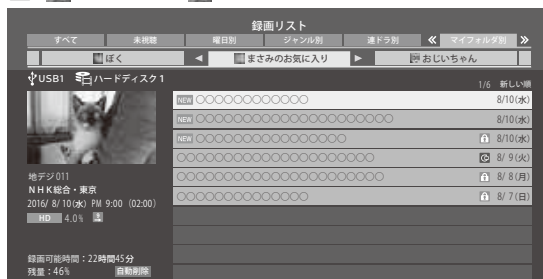 録画リスト
すべて 未視聴 曜日別 ジャンル別 連ドラ別 マイフォルダ別
ぼく まさみのお気に入り おじいちゃん
USB1 ハードディスク1
1/6 新しい順
NEW 〇〇〇〇〇〇〇〇〇〇〇〇 8/10(水)
NEW 〇〇〇〇〇〇〇〇〇〇〇〇〇〇〇〇〇〇〇〇〇 8/10(水)
NEW 〇〇〇〇〇〇〇〇〇〇〇〇〇〇〇〇 8/10(水)
〇〇〇〇〇〇〇〇〇〇〇〇〇〇〇〇〇〇〇〇〇 8/ 9(火)
〇〇〇〇〇〇〇〇〇〇〇〇〇〇〇〇〇〇〇〇〇〇 8/ 8(月)
〇〇〇〇〇〇〇〇〇〇〇〇〇〇 8/ 7(日)
地デジ011
NHK総合・東京
2016/ 8/10(水) PM 9:00 (02:00)
HD 4.0%
録画可能時間：22時間45分
残量：46% 自動削除